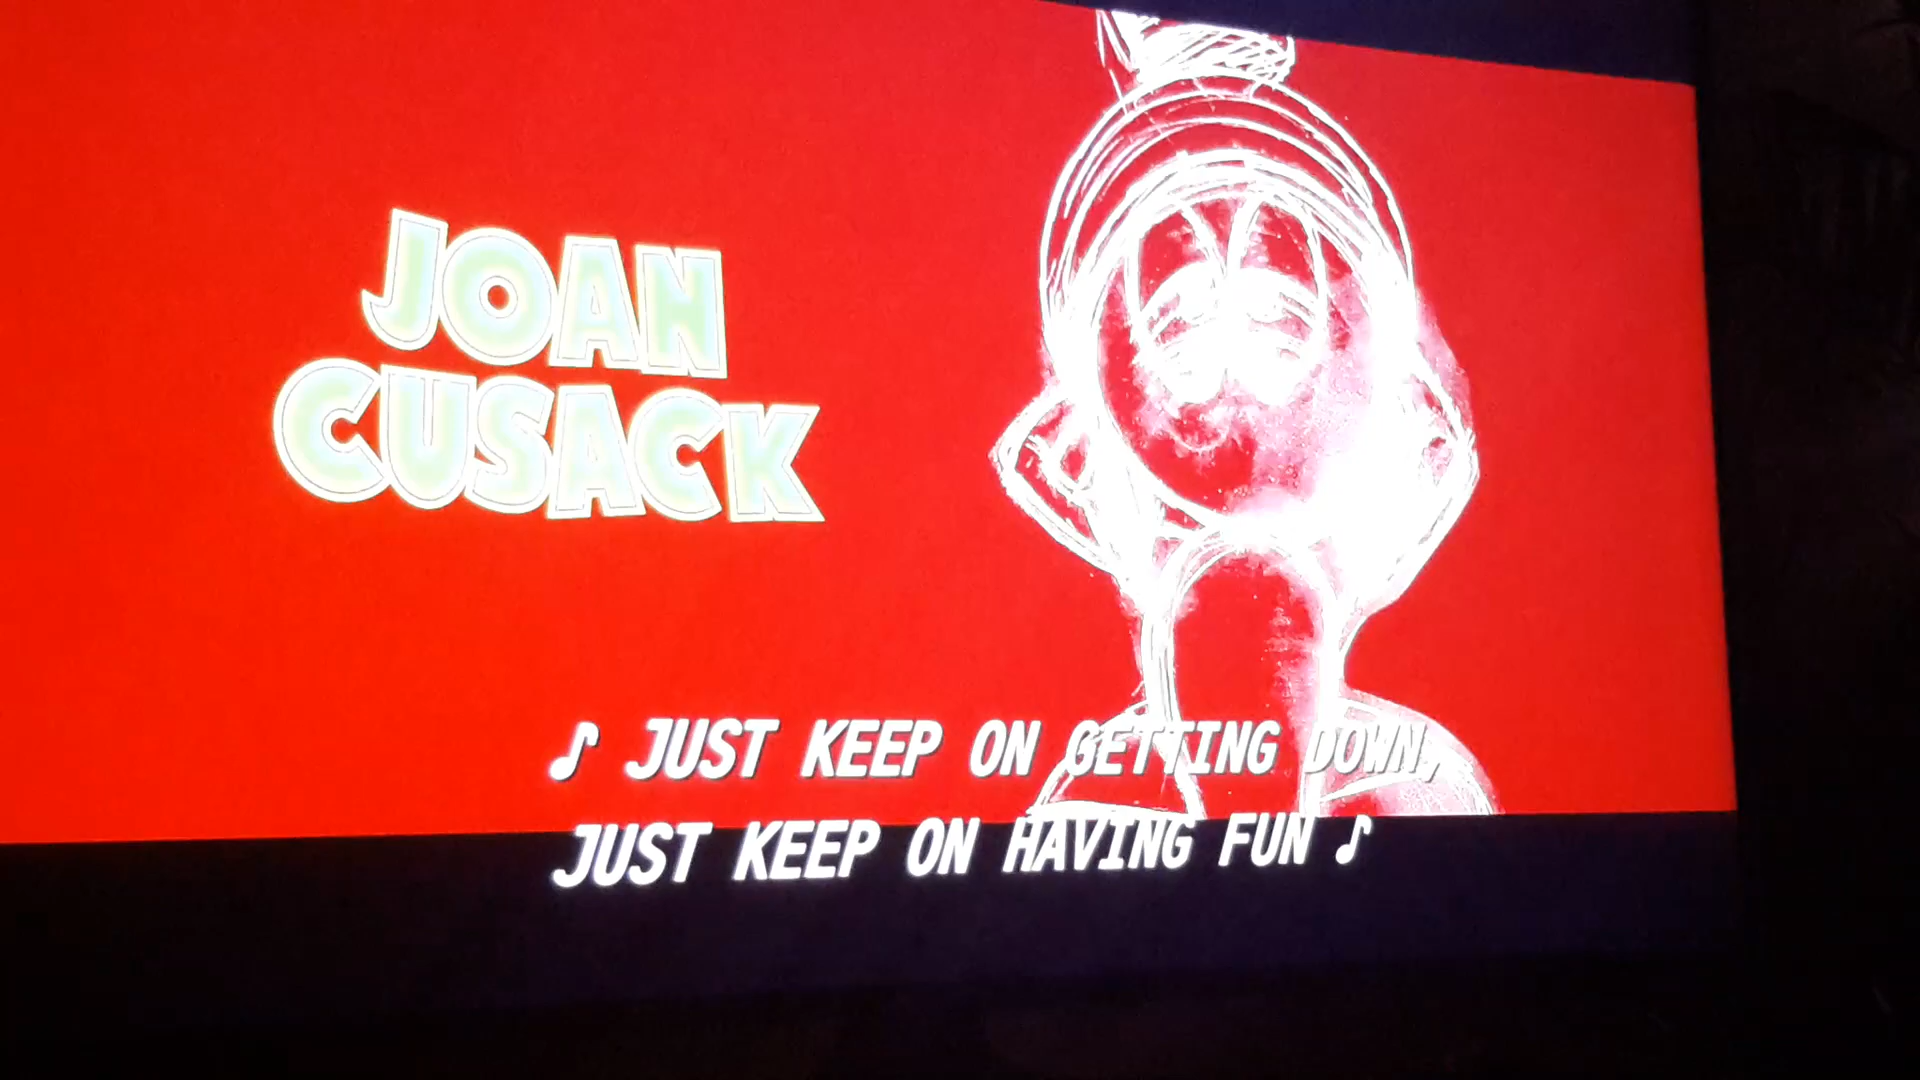 JOAN
CUSACK
♪ JUST KEEP ON GETTING DOWN,
JUST KEEP ON HAVING FUN ♪